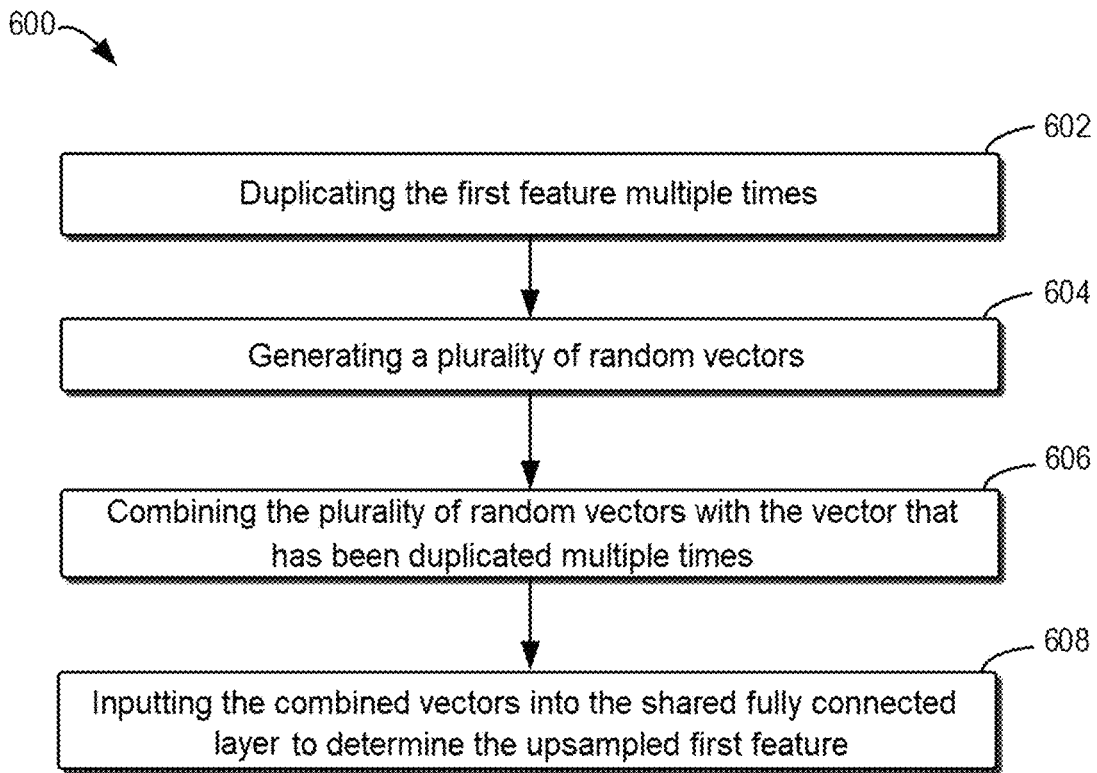 600
602
Duplicating the first feature multiple times
604
Generating a plurality of random vectors
606
Combining the plurality of random vectors with the vector that
has been duplicated multiple times
608
Inputting the combined vectors into the shared fully connected
layer to determine the upsampled first feature